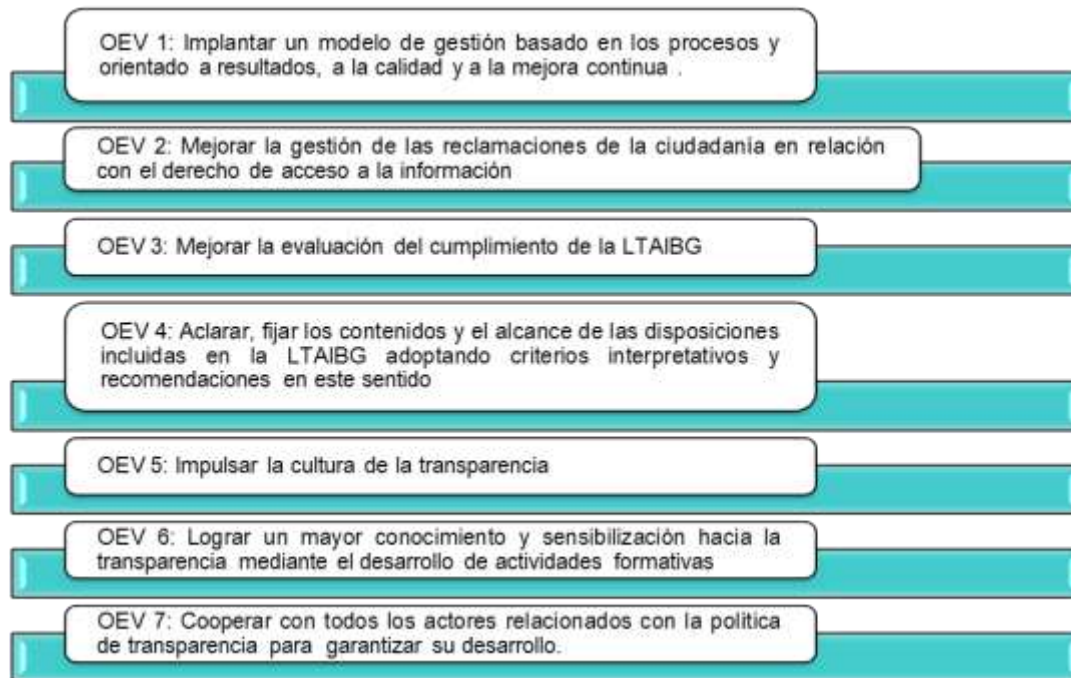 OEV 1: Implantar un modelo de gestión basado en los procesos y
orientado a resultados, a la calidad y a la mejora continua .
OEV 2: Mejorar la gestión de las reclamaciones de la ciudadanía en relación
con el derecho de acceso a la información
OEV 3: Mejorar la evaluación del cumplimiento de la LTAIBG
OEV 4: Aclarar, fijar los contenidos y el alcance de las disposiciones
incluidas en la LTAIBG adoptando criterios interpretativos y
recomendaciones en este sentido
OEV 5: Impulsar la cultura de la transparencia
OEV 6: Lograr un mayor conocimiento y sensibilización hacia la
transparencia mediante el desarrollo de actividades formativas
OEV 7: Cooperar con todos los actores relacionados con la política
de transparencia para garantizar su desarrollo.